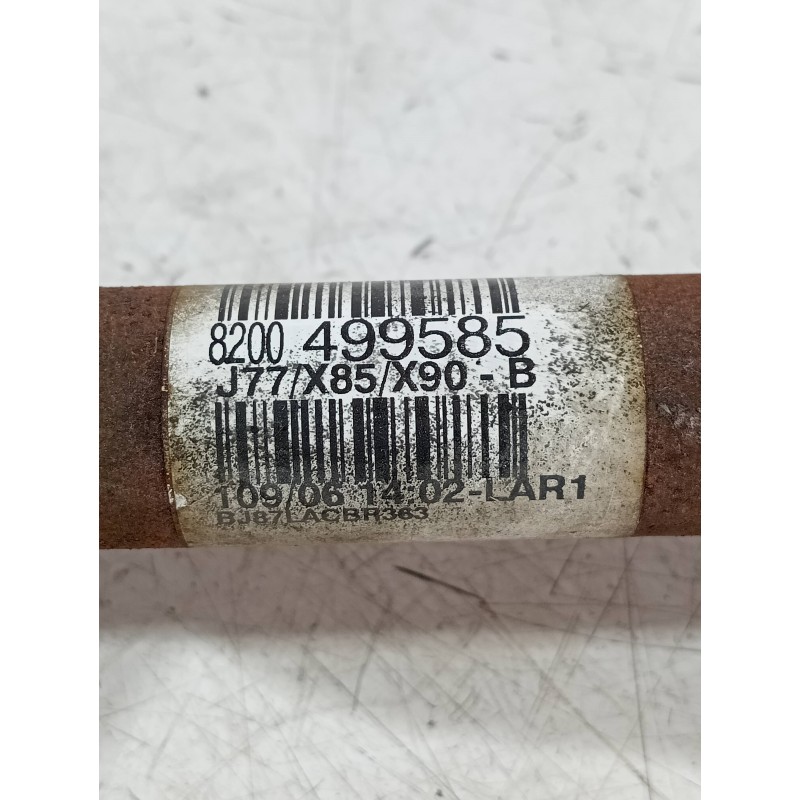 8200 499585
J77/X85/X90 - B
109/06 14:02-LAR1
BJ87LACBR363